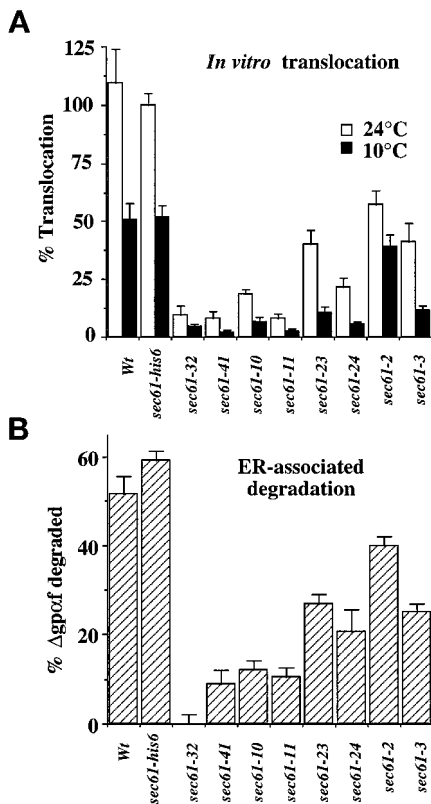 A
In vitro translocation
24°C
10°C
% Translocation
125
100
75
50
25
0
Wt
sec61-his6
sec61-32
sec61-41
sec61-10
sec61-11
sec61-23
sec61-24
sec61-2
sec61-3
B
ER-associated
degradation
% Δgpαf degraded
60
40
20
0
Wt
sec61-his6
sec61-32
sec61-41
sec61-10
sec61-11
sec61-23
sec61-24
sec61-2
sec61-3